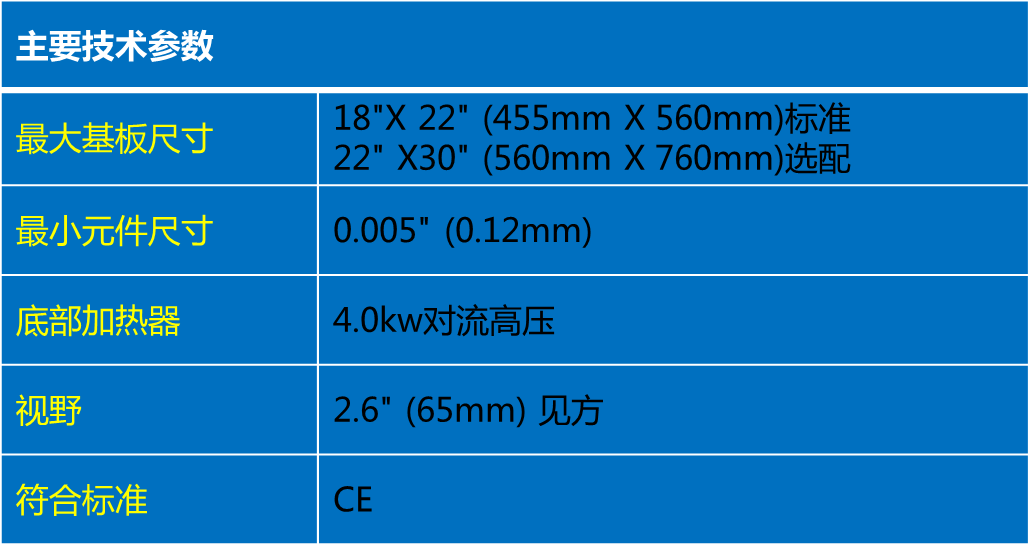 主要技术参数
最大基板尺寸
18"X 22" (455mm X 560mm)标准
22" X30" (560mm X 760mm)选配
最小元件尺寸
0.005" (0.12mm)
底部加热器
4.0kw对流高压
视野
2.6" (65mm) 见方
符合标准
CE